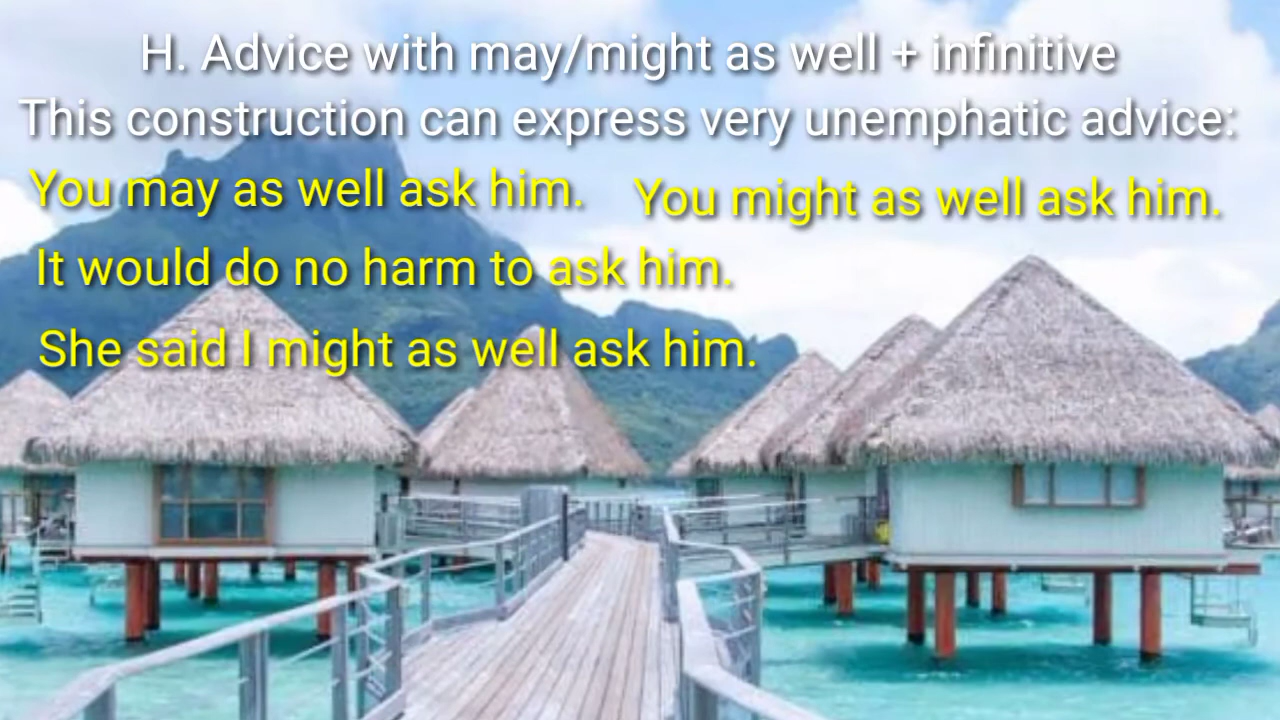 H. Advice with may/might as well + infinitive
This construction can express very unemphatic advice:
You may as well ask him. You might as well ask him.
It would do no harm to ask him.
She said I might as well ask him.